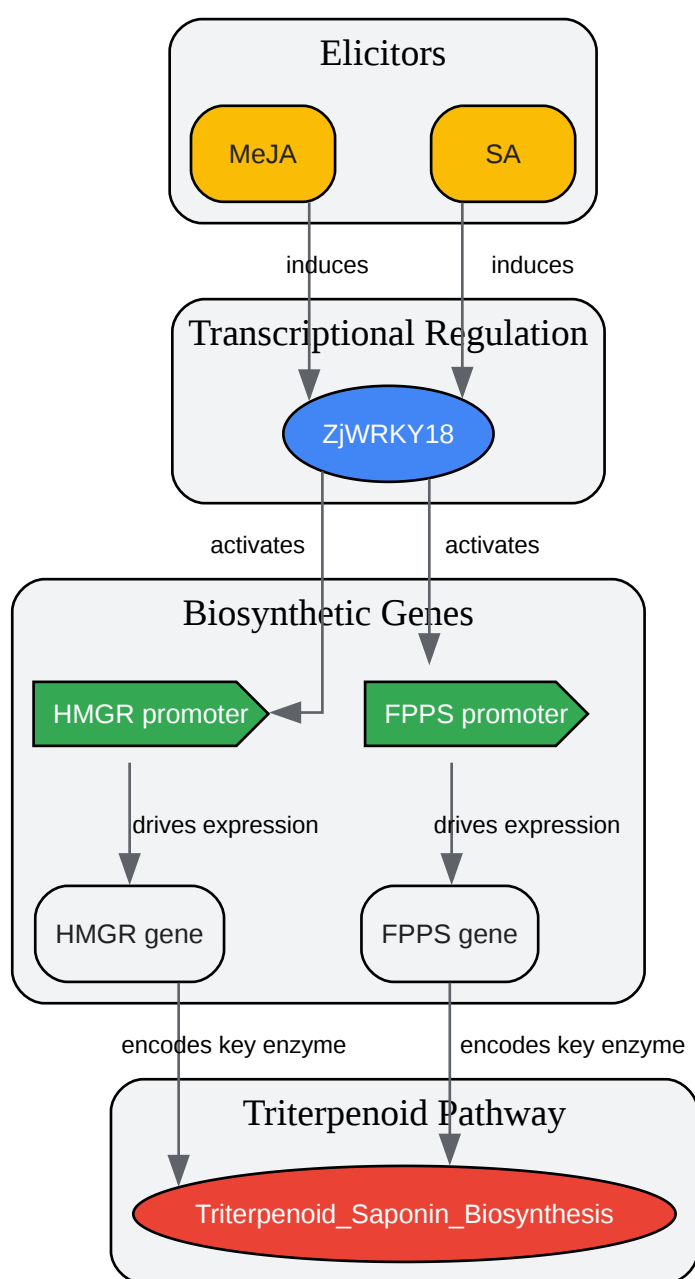 Elicitors
MeJA
SA
induces
induces
Transcriptional Regulation
ZjWRKY18
activates
activates
Biosynthetic Genes
HMGR promoter
FPPS promoter
drives expression
drives expression
HMGR gene
FPPS gene
encodes key enzyme
encodes key enzyme
Triterpenoid Pathway
Triterpenoid_Saponin_Biosynthesis